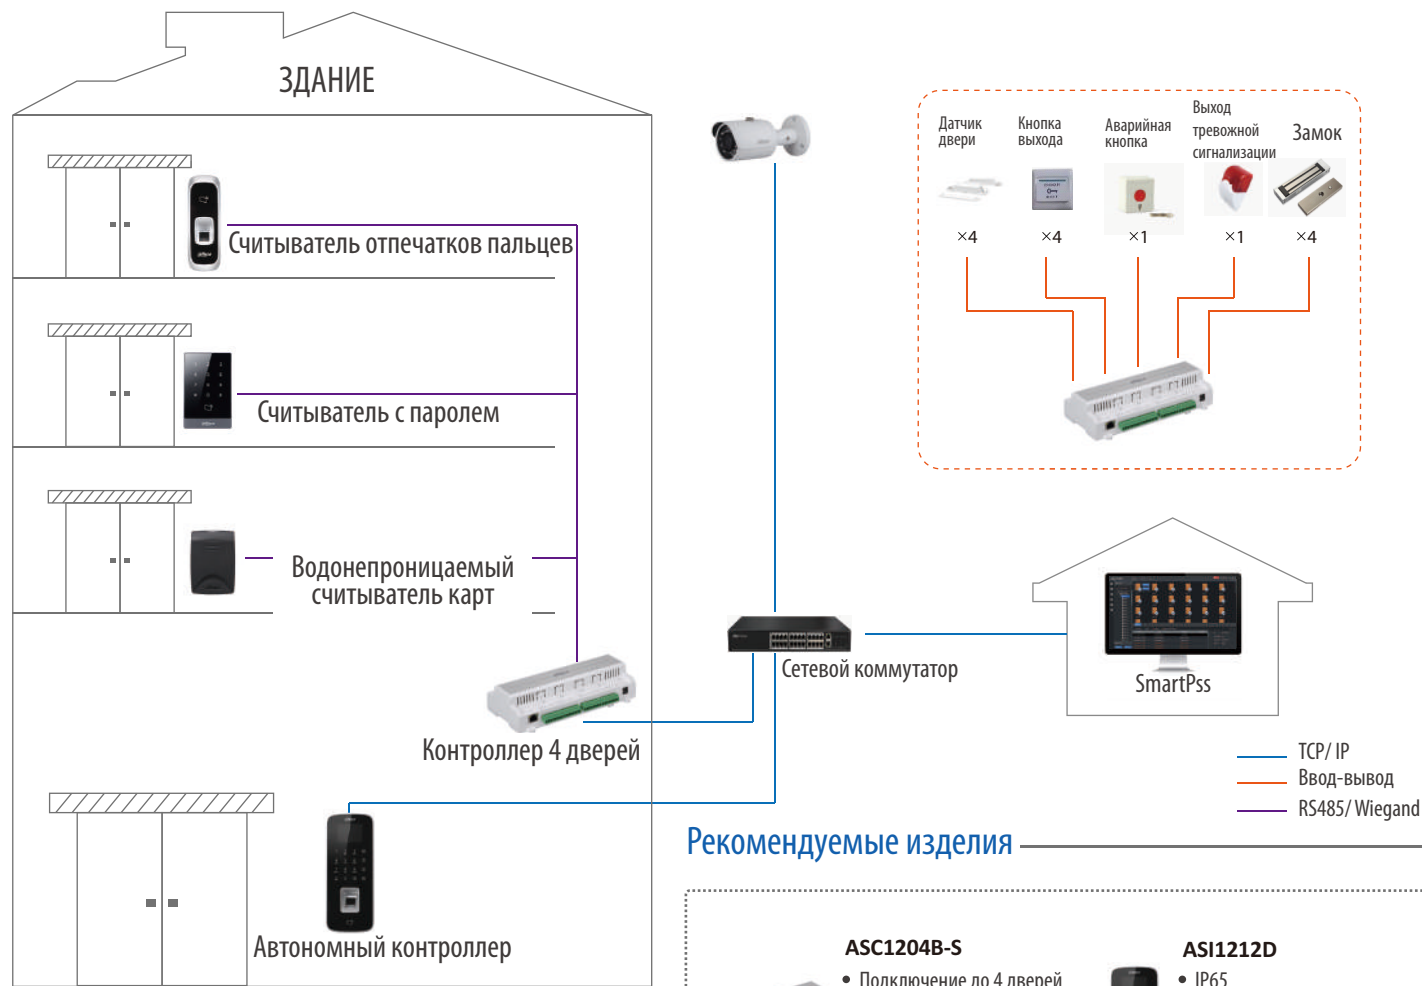 ЗДАНИЕ
Считыватель отпечатков пальцев
Считыватель с паролем
Водонепроницаемый
считыватель карт
Контроллер 4 дверей
Автономный контроллер
Датчик
двери
Кнопка
выхода
Аварийная
кнопка
Выход
тревожной
сигнализации
Замок
×4
×4
×1
×1
×4
Сетевой коммутатор
SmartPss
TCP/ IP
Ввод-вывод
RS485/ Wiegand
Рекомендуемые изделия
ASC1204B-S
• Подключение до 4 дверей
ASI1212D
• IP65